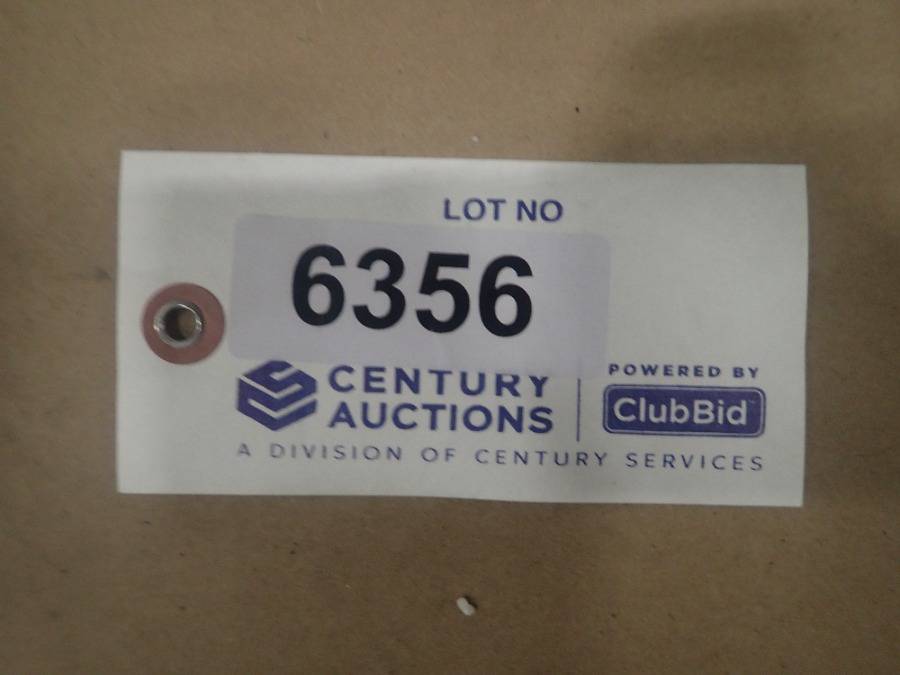 LOT NO
6356
CENTURY
AUCTIONS
POWERED BY
ClubBid
A DIVISION OF CENTURY SERVICES